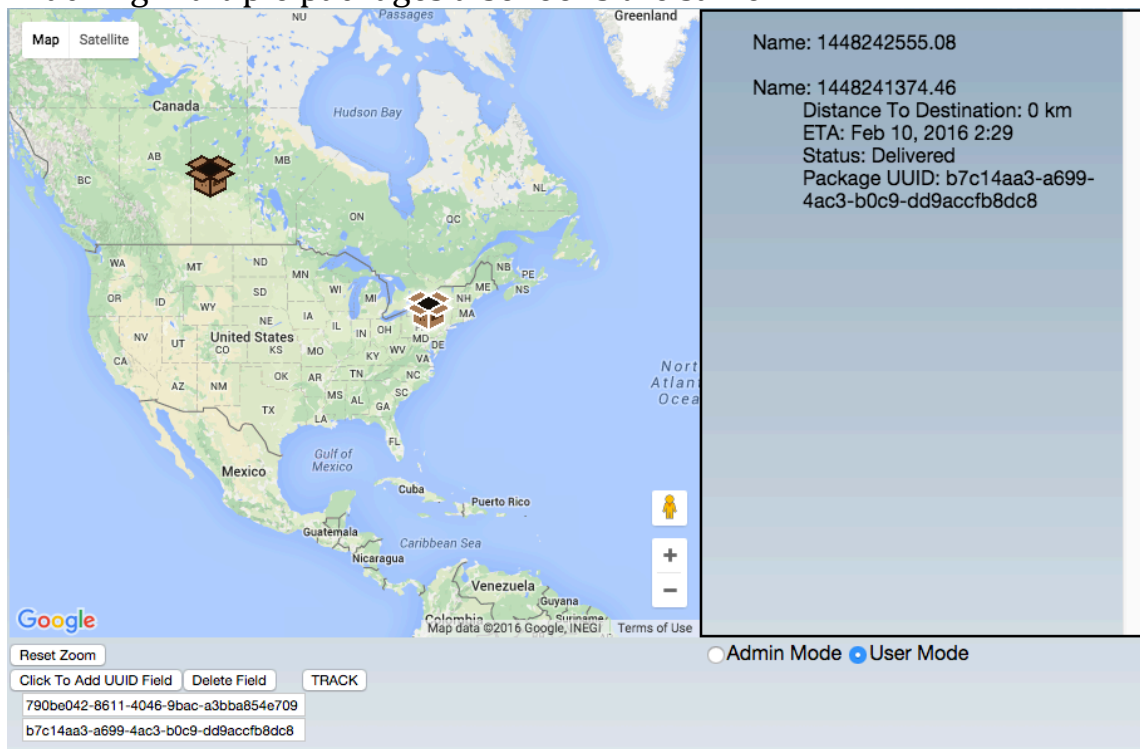 NU
Passages
Greenland
Map Satellite
Canada
Hudson Bay
AB
MB
BC
NL
ON
QC
WA
MT
ND
MN
NB
PE
OR
ID
SD
WI
MI
ME
NS
NH
WY
MA
NE
IA
NV
UT
United States
IL
IN
OH
MD
DE
CO
KS
MO
KY
WV
VA
CA
AZ
NM
OK
AR
TN
NC
MS
AL
SC
GA
TX
LA
FL
Gulf of
Mexico
Mexico
Cuba
Puerto Rico
Guatemala
Caribbean Sea
Nicaragua
Venezuela
Guyana
Colombia
Suriname
Google
Map data ©2016 Google, INEGI Terms of Use
Name: 1448242555.08
Name: 1448241374.46
Distance To Destination: 0 km
ETA: Feb 10, 2016 2:29
Status: Delivered
Package UUID: b7c14aa3-a699-
4ac3-b0c9-dd9accfb8dc8
Reset Zoom
Admin Mode User Mode
Click To Add UUID Field Delete Field TRACK
790be042-8611-4046-9bac-a3bba854e709
b7c14aa3-a699-4ac3-b0c9-dd9accfb8dc8